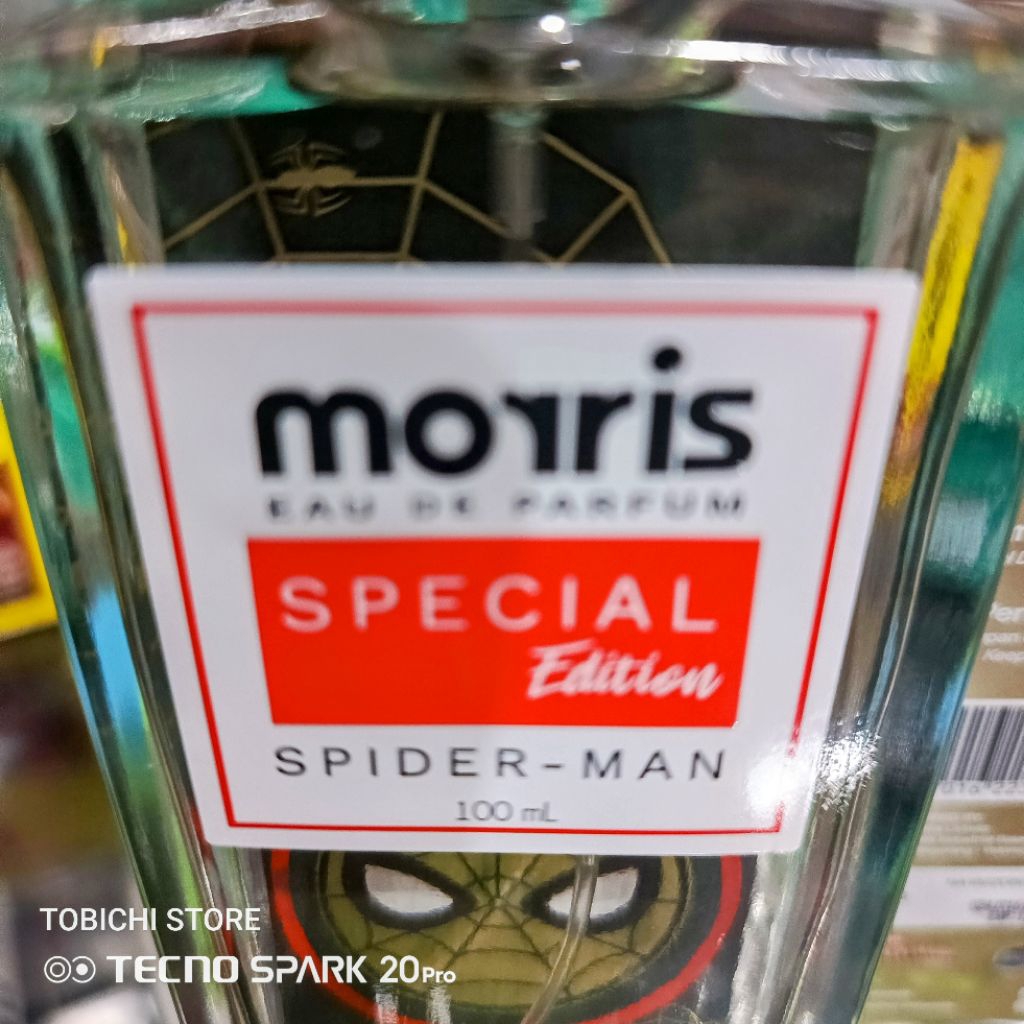 morris
EAU DE PARFUM
SPECIAL
Edition
SPIDER-MAN
100 mL
TOBICHI STORE
TECNO SPARK 20Pro